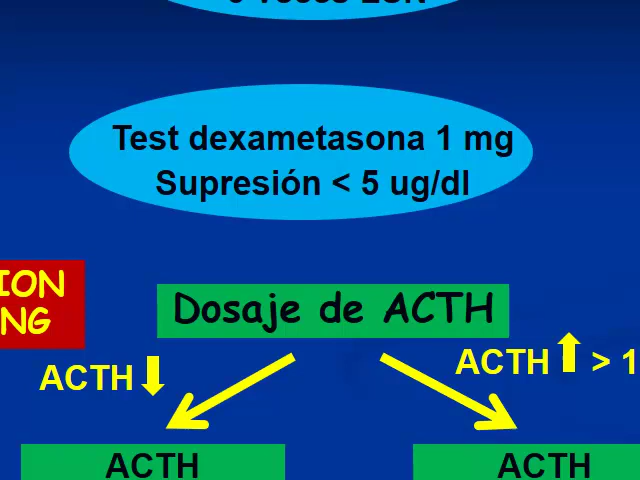 Test dexametasona 1 mg
Supresión < 5 ug/dl
ION
NG
Dosaje de ACTH
ACTH
ACTH > 1
ACTH
ACTH